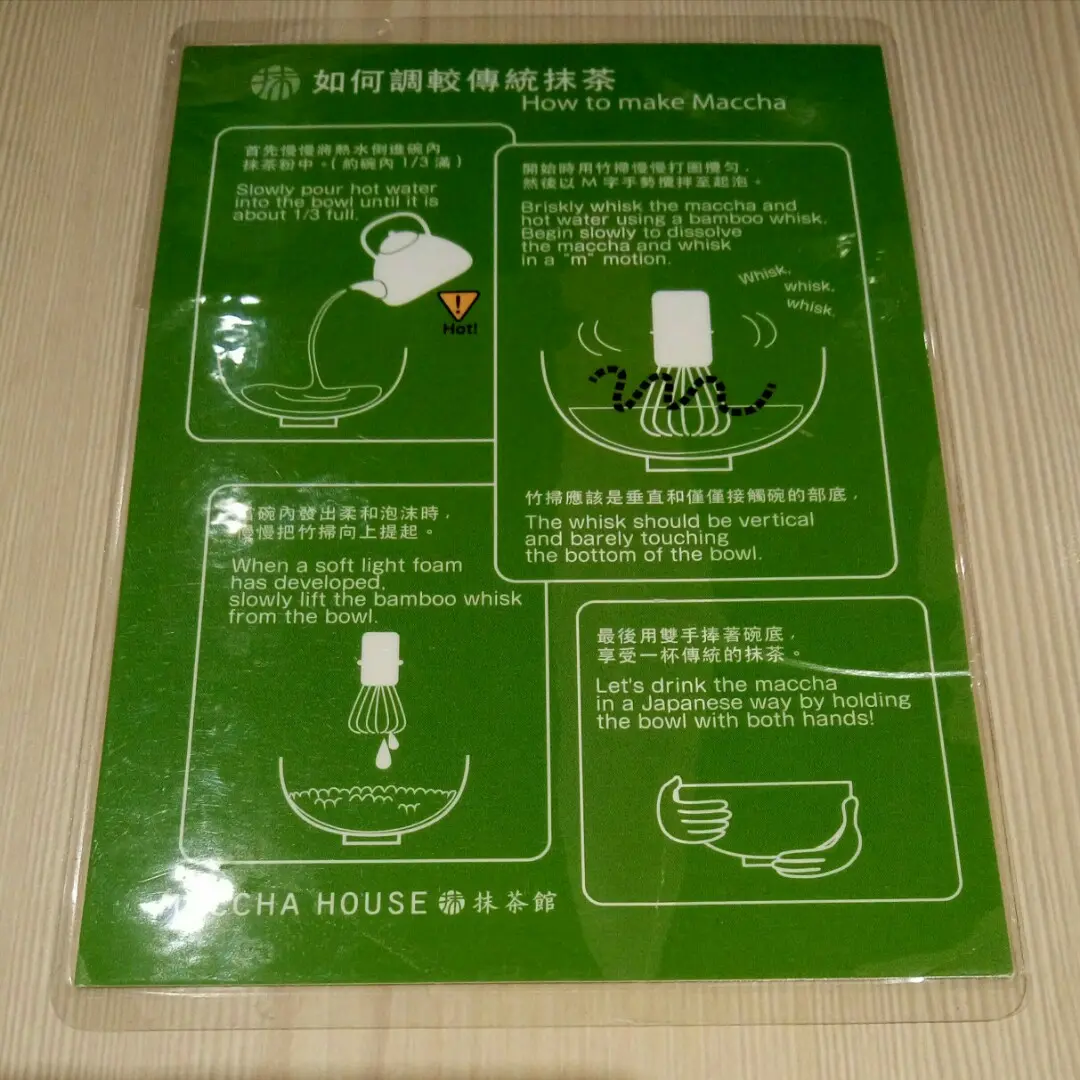 抹 如何調較傳統抹茶
How to make Maccha
首先慢慢將熱水倒進碗內
抹茶粉中。(約碗內 1/3 滿)
Slowly pour hot water
into the bowl until it is
about 1/3 full.
Hot!
開始時用竹掃慢慢打圈攪勻,
然後以 M 字手勢攪拌至起泡。
Briskly whisk the maccha and
hot water using a bamboo whisk.
Begin slowly to dissolve
the maccha and whisk
in a "m" motion.
Whisk,
whisk,
whisk,
竹掃應該是垂直和僅僅接觸碗的部底,
The whisk should be vertical
and barely touching
the bottom of the bowl.
碗內發出柔和泡沫時,
慢把竹掃向上提起。
When a soft light foam
has developed,
slowly lift the bamboo whisk
from the bowl.
最後用雙手捧著碗底,
享受一杯傳統的抹茶。
Let's drink the maccha
in a Japanese way by holding
the bowl with both hands!
MACCHA HOUSE 抹 抹茶館